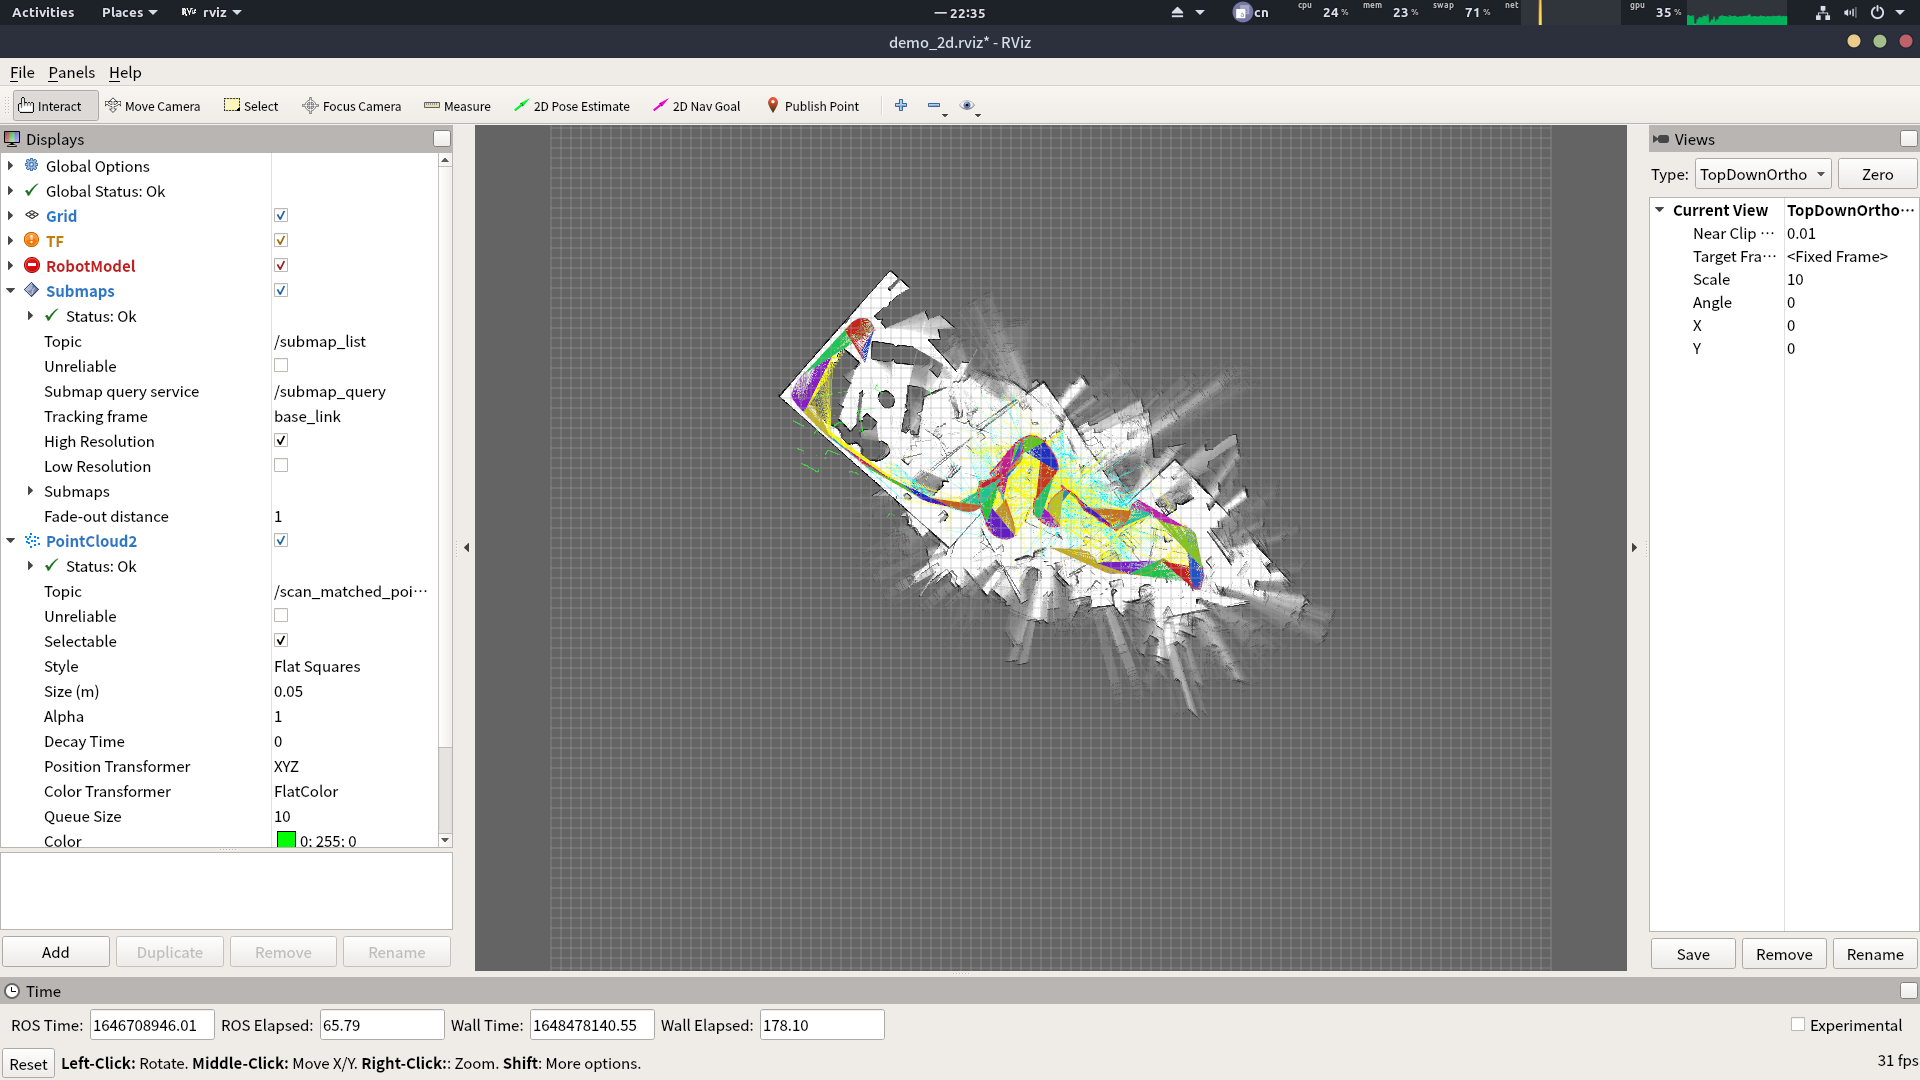 Activities Places rviz — 22:35 cn cpu 24 % mem 23 % swap 71 % net gpu 35 %
demo_2d.rviz* - RViz
File Panels Help
Interact Move Camera Select Focus Camera Measure 2D Pose Estimate 2D Nav Goal Publish Point
Displays
Global Options
Global Status: Ok
Grid
TF
RobotModel
Submaps
Status: Ok
Topic /submap_list
Unreliable
Submap query service /submap_query
Tracking frame base_link
High Resolution
Low Resolution
Submaps
Fade-out distance 1
PointCloud2
Status: Ok
Topic /scan_matched_poi···
Unreliable
Selectable
Style Flat Squares
Size (m) 0.05
Alpha 1
Decay Time 0
Position Transformer XYZ
Color Transformer FlatColor
Queue Size 10
Color 0; 255; 0
Add Duplicate Remove Rename
Views
Type: TopDownOrtho Zero
Current View TopDownOrtho···
Near Clip ··· 0.01
Target Fra··· <Fixed Frame>
Scale 10
Angle 0
X 0
Y 0
Save Remove Rename
Time
ROS Time: 1646708946.01 ROS Elapsed: 65.79 Wall Time: 1648478140.55 Wall Elapsed: 178.10 Experimental
Reset Left-Click: Rotate. Middle-Click: Move X/Y. Right-Click:: Zoom. Shift: More options. 31 fps